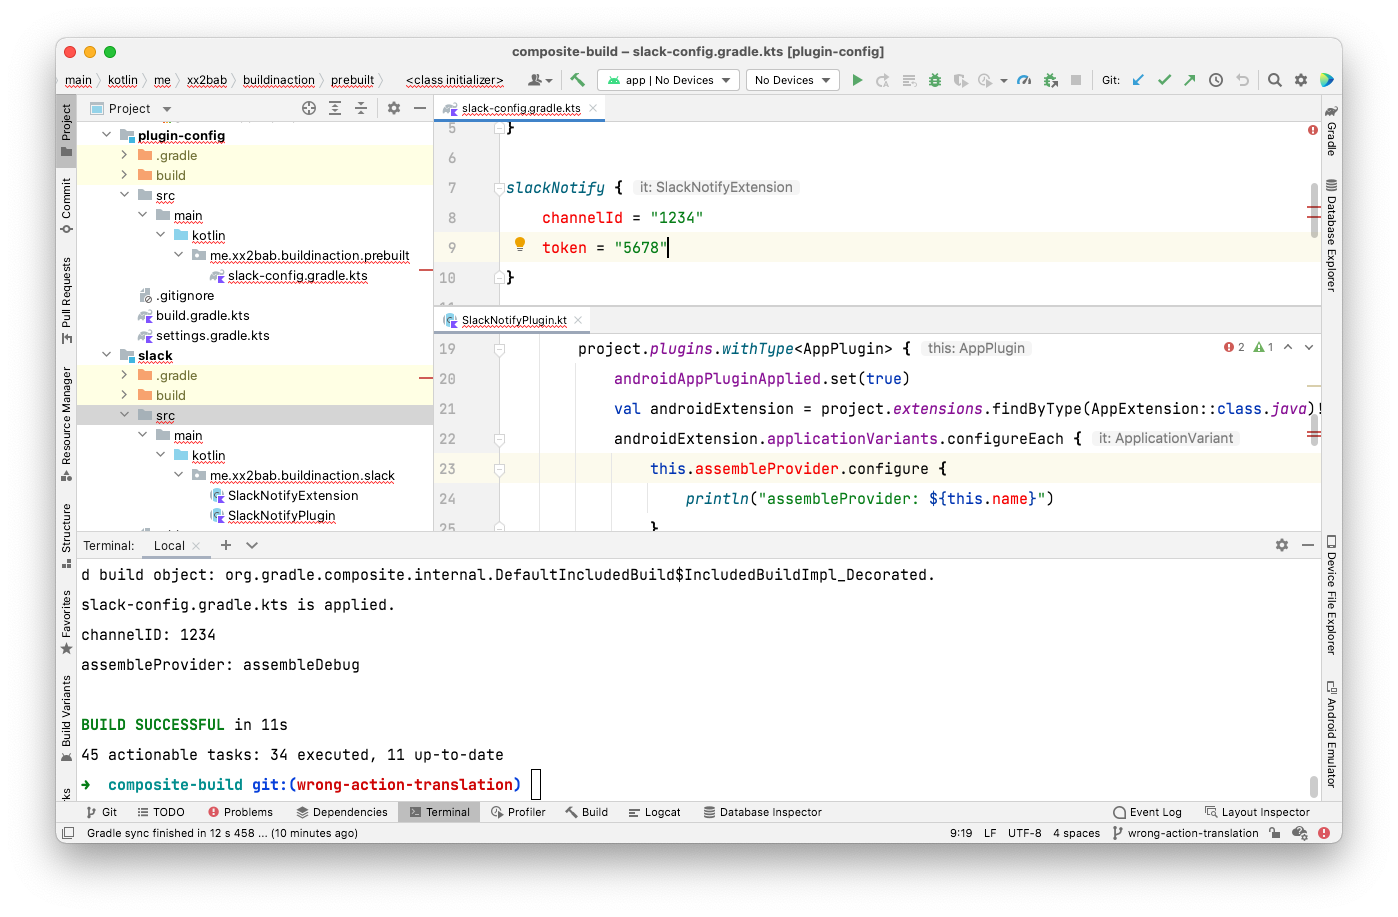 composite-build – slack-config.gradle.kts [plugin-config]
main
kotlin
me
xx2bab
buildinaction
prebuilt
<class initializer>
app | No Devices
No Devices
Git:
Project
plugin-config
.gradle
build
src
main
kotlin
me.xx2bab.buildinaction.prebuilt
slack-config.gradle.kts
.gitignore
build.gradle.kts
settings.gradle.kts
slack
.gradle
build
src
main
kotlin
me.xx2bab.buildinaction.slack
SlackNotifyExtension
SlackNotifyPlugin
Project
Commit
Pull Requests
Resource Manager
Structure
Favorites
Build Variants
slack-config.gradle.kts
5 }
6
7 slackNotify { it: SlackNotifyExtension
8 channelId = "1234"
9 token = "5678"
10 }
SlackNotifyPlugin.kt
2 1
19 project.plugins.withType<AppPlugin> { this: AppPlugin
20 androidAppPluginApplied.set(true)
21 val androidExtension = project.extensions.findByType(AppExtension::class.java)!
22 androidExtension.applicationVariants.configureEach { it: ApplicationVariant
23 this.assembleProvider.configure {
24 println("assembleProvider: ${this.name}")
25 }
Gradle
Database Explorer
Device File Explorer
Android Emulator
Terminal: Local
d build object: org.gradle.composite.internal.DefaultIncludedBuild$IncludedBuildImpl_Decorated.
slack-config.gradle.kts is applied.
channelID: 1234
assembleProvider: assembleDebug
BUILD SUCCESSFUL in 11s
45 actionable tasks: 34 executed, 11 up-to-date
➜ composite-build git:(wrong-action-translation)
Git
TODO
Problems
Dependencies
Terminal
Profiler
Build
Logcat
Database Inspector
Event Log
Layout Inspector
Gradle sync finished in 12 s 458 ... (10 minutes ago)
9:19 LF UTF-8 4 spaces wrong-action-translation